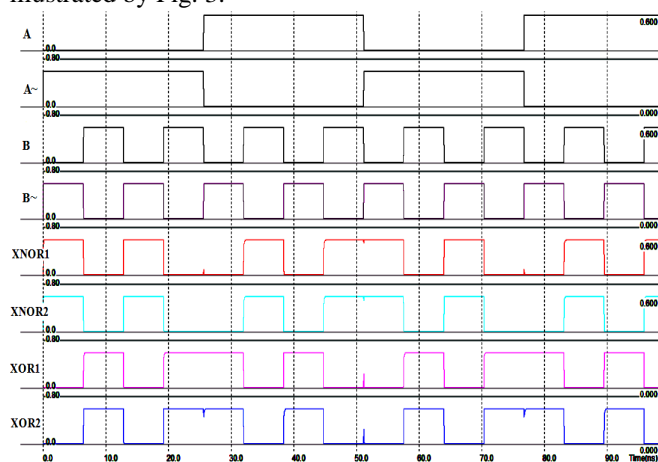 illustrated by Fig. 5.
A 0.0 0.600
0.80
A~ 0.0 0.000
0.80
B 0.0 0.600
0.80
B~ 0.0 0.000
0.80
XNOR1 0.0 0.600
0.80
XNOR2 0.0 0.600
0.80
XOR1 0.0 0.000
0.80
XOR2 0.0 0.000
0.0 10.0 20.0 30.0 40.0 50.0 60.0 70.0 80.0 90.0 Time(ns)